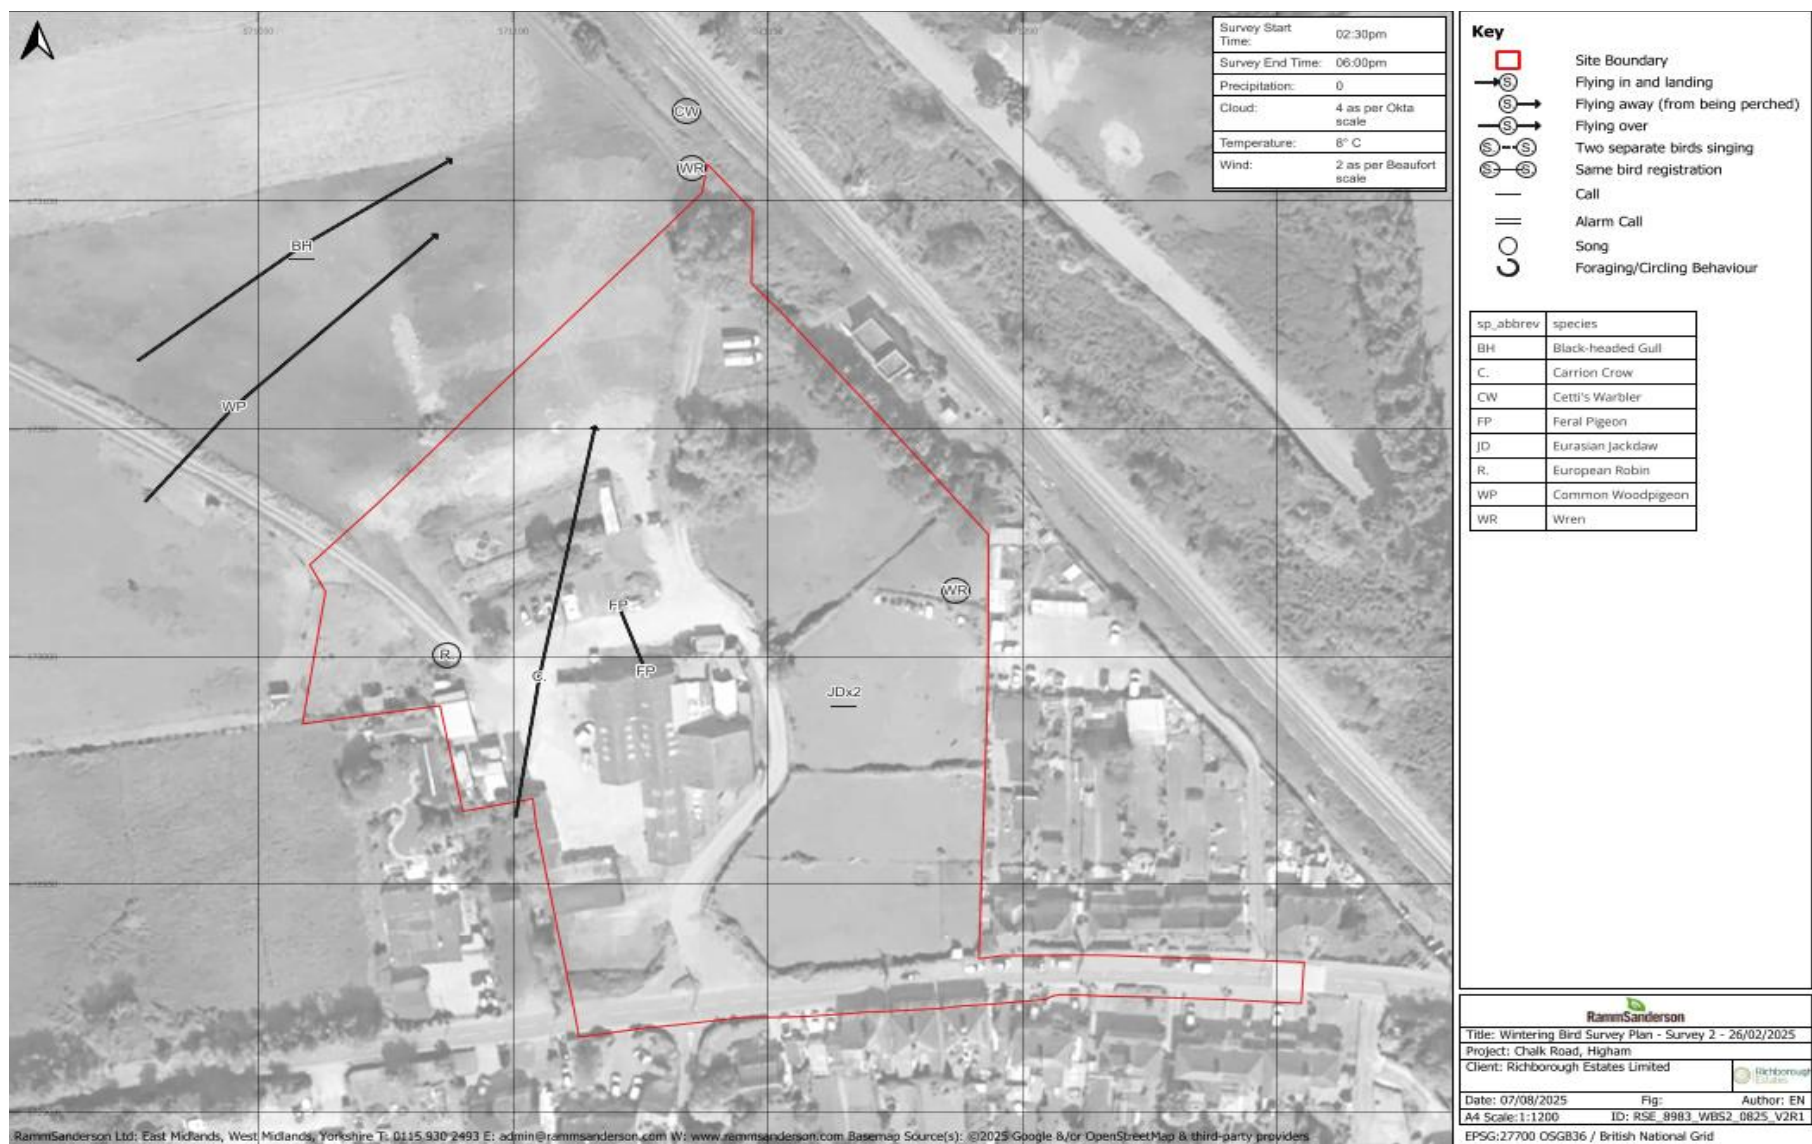 Survey Start Time: 02:30pm
Survey End Time: 06:00pm
Precipitation: 0
Cloud: 4 as per Okta scale
Temperature: 8° C
Wind: 2 as per Beaufort scale
CW
WR
BH
WP
FP
WR
R.
C.
FP
JDx2
Key
Site Boundary
S. Flying in and landing
S. Flying away (from being perched)
S. Flying over
S. S. Two separate birds singing
S. S. Same bird registration
Call
Alarm Call
Song
Foraging/Circling Behaviour
sp_abbrev species
BH Black-headed Gull
C. Carrion Crow
CW Cetti's Warbler
FP Feral Pigeon
JD Eurasian Jackdaw
R. European Robin
WP Common Woodpigeon
WR Wren
RammSanderson
Title: Wintering Bird Survey Plan - Survey 2 - 26/02/2025
Project: Chalk Road, Higham
Client: Richborough Estates Limited
Richborough Estates
Date: 07/08/2025 Fig: Author: EN
A4 Scale:1:1200 ID: RSE_8983_WBS2_0825_V2R1
EPSG:27700 OSGB36 / British National Grid
RammSanderson Ltd: East Midlands, West Midlands, Yorkshire T: 0115 930 2493 E: admin@rammsanderson.com W: www.rammsanderson.com Basemap Source(s): ©2025 Google &/or OpenStreetMap & third-party providers